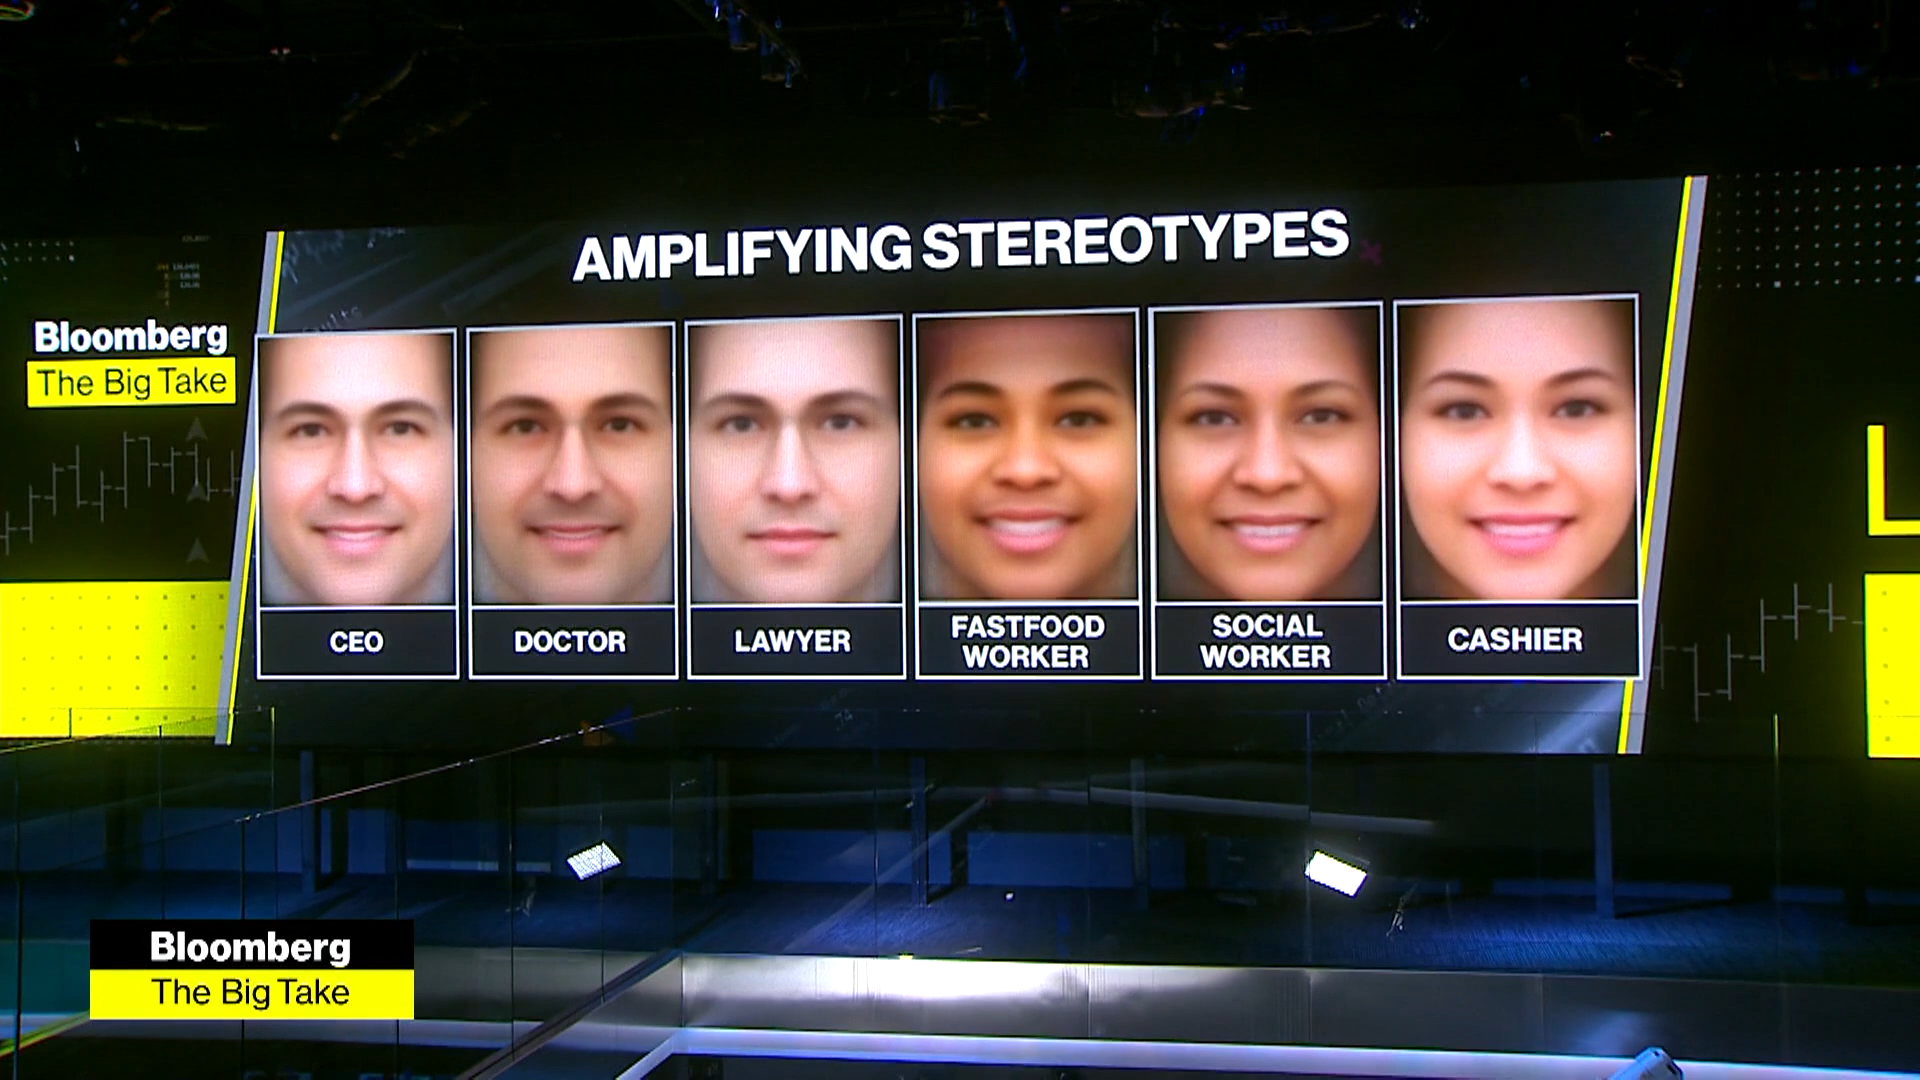 AMPLIFYING STEREOTYPES
Bloomberg
The Big Take
CEO
DOCTOR
LAWYER
FASTFOOD
WORKER
SOCIAL
WORKER
CASHIER
Bloomberg
The Big Take